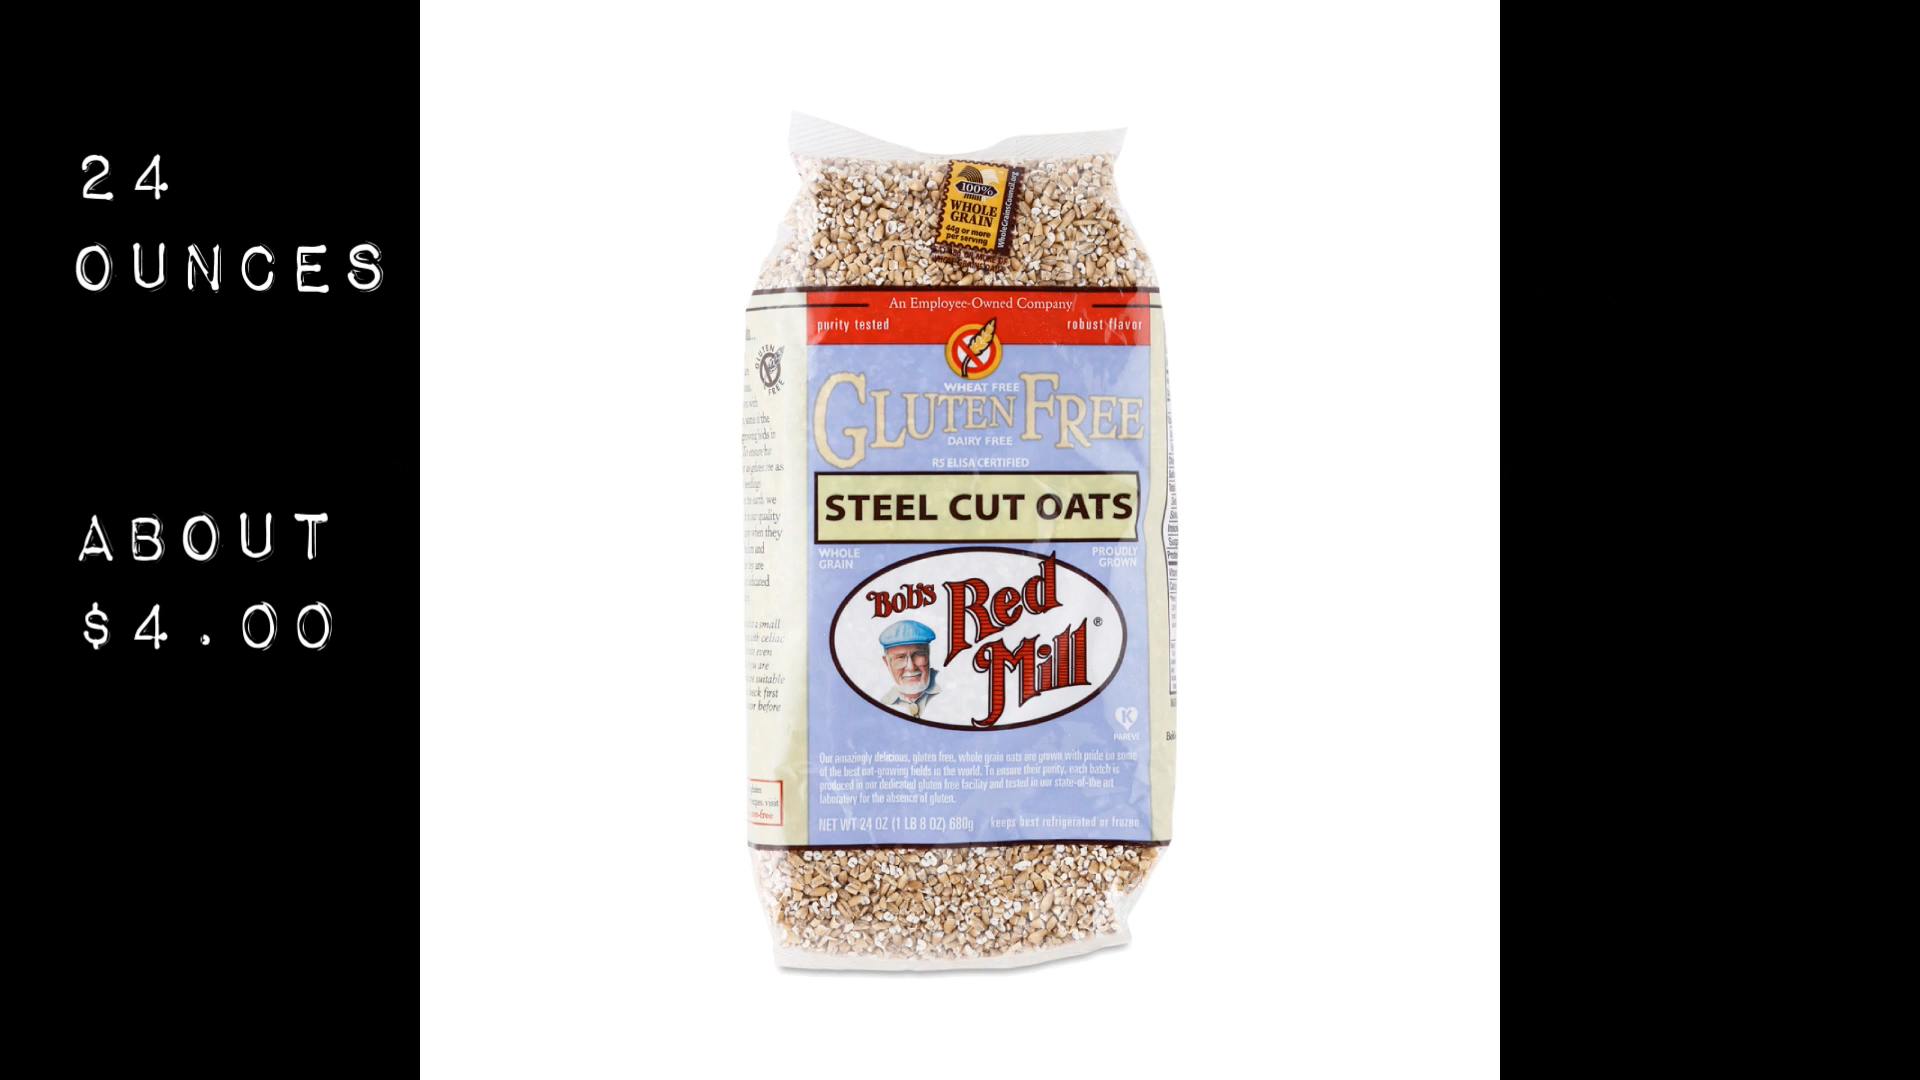 24
OUNCES
ABOUT
$4.00
100%
WHOLE
GRAIN
44g or more
per serving
WholeGrainsCouncil.org
An Employee-Owned Company
purity tested
robust flavor
GLUTEN
FREE
WHEAT FREE
GLUTEN FREE
DAIRY FREE
R5 ELISA CERTIFIED
STEEL CUT OATS
WHOLE
GRAIN
PROUDLY
GROWN
Bob's
Red
Mill®
K
PAREVE
Our amazingly delicious, gluten free, whole grain oats are grown with pride on some
of the best oat-growing fields in the world. To ensure their purity, each batch is
produced in our dedicated gluten free facility and tested in our state-of-the art
laboratory for the absence of gluten.
NET WT 24 OZ (1 LB 8 OZ) 680g
keeps best refrigerated or frozen